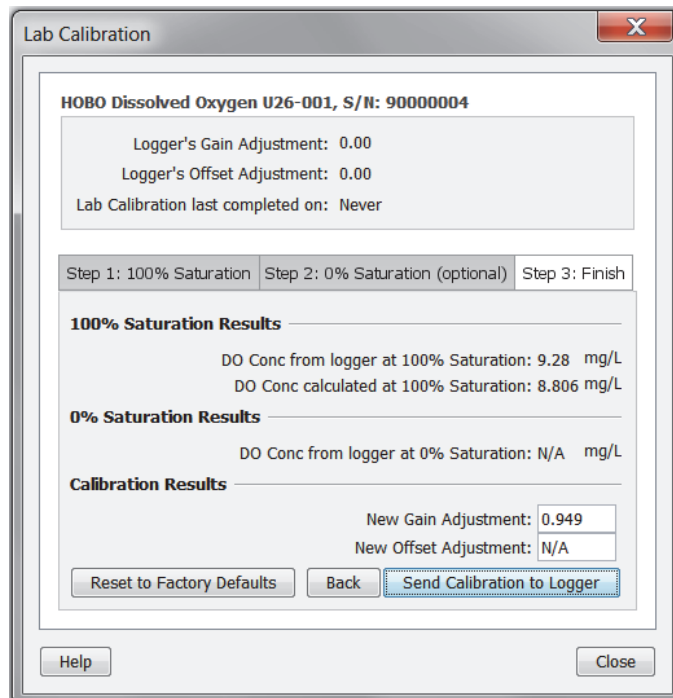 Lab Calibration
X
HOBO Dissolved Oxygen U26-001, S/N: 90000004
Logger's Gain Adjustment: 0.00
Logger's Offset Adjustment: 0.00
Lab Calibration last completed on: Never
Step 1: 100% Saturation Step 2: 0% Saturation (optional) Step 3: Finish
100% Saturation Results
DO Conc from logger at 100% Saturation: 9.28 mg/L
DO Conc calculated at 100% Saturation: 8.806 mg/L
0% Saturation Results
DO Conc from logger at 0% Saturation: N/A mg/L
Calibration Results
New Gain Adjustment: 0.949
New Offset Adjustment: N/A
Reset to Factory Defaults Back Send Calibration to Logger
Help Close